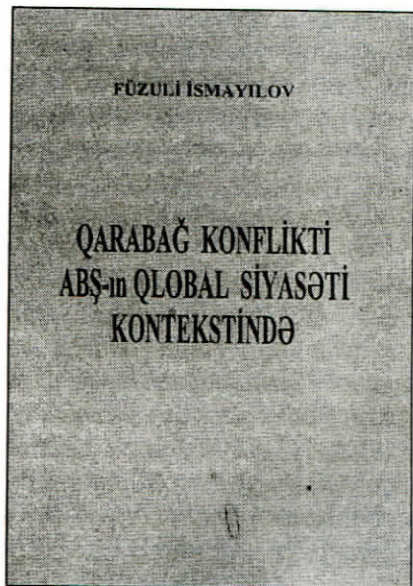 FÜZULİ İSMAYILOV
QARABAĞ KONFLİKTİ
ABŞ-ın QLOBAL SİYASƏTİ
KONTEKSTİNDƏ